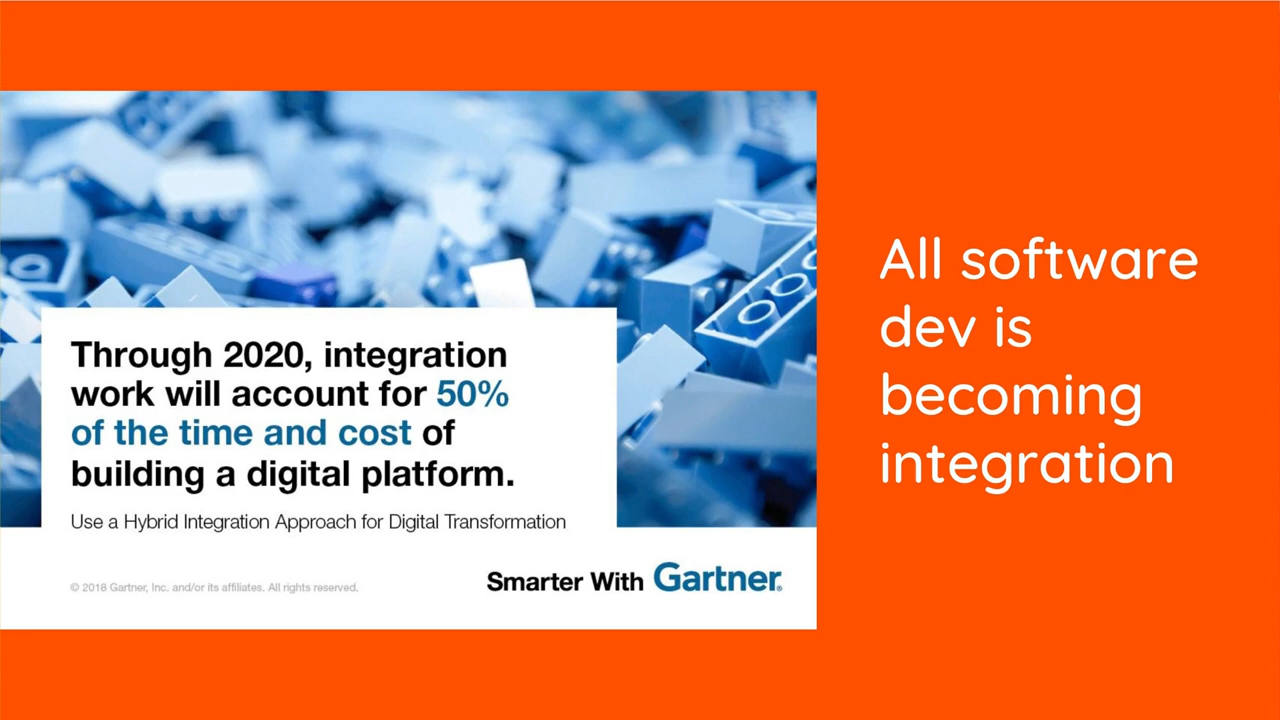 Through 2020, integration
work will account for 50%
of the time and cost of
building a digital platform.
Use a Hybrid Integration Approach for Digital Transformation
© 2018 Gartner, Inc. and/or its affiliates. All rights reserved.
Smarter With Gartner®
All software
dev is
becoming
integration